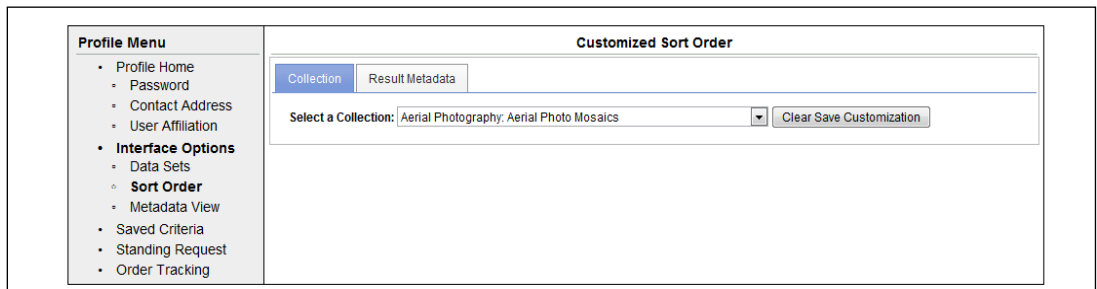 Profile Menu
• Profile Home
▫ Password
▫ Contact Address
▫ User Affiliation
• Interface Options
▫ Data Sets
▫ Sort Order
▫ Metadata View
• Saved Criteria
• Standing Request
• Order Tracking
Customized Sort Order
Collection Result Metadata
Select a Collection: Aerial Photography: Aerial Photo Mosaics Clear Save Customization